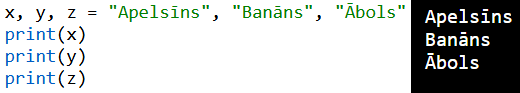 x, y, z = "Apelsīns", "Banāns", "Ābols"
print(x)
print(y)
print(z)
Apelsīns
Banāns
Ābols